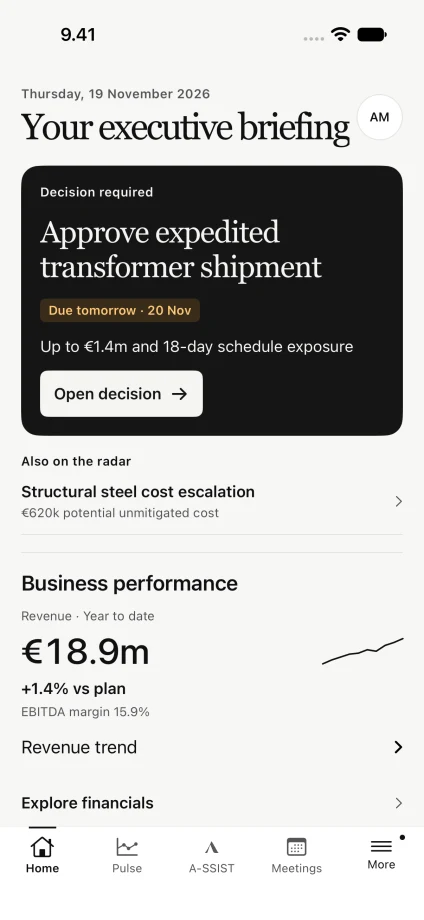 9.41
Thursday, 19 November 2026
Your executive briefing
AM
Decision required
Approve expedited
transformer shipment
Due tomorrow · 20 Nov
Up to €1.4m and 18-day schedule exposure
Open decision →
Also on the radar
Structural steel cost escalation
€620k potential unmitigated cost
Business performance
Revenue · Year to date
€18.9m
+1.4% vs plan
EBITDA margin 15.9%
Revenue trend
Explore financials
Home
Pulse
A-SSIST
Meetings
More